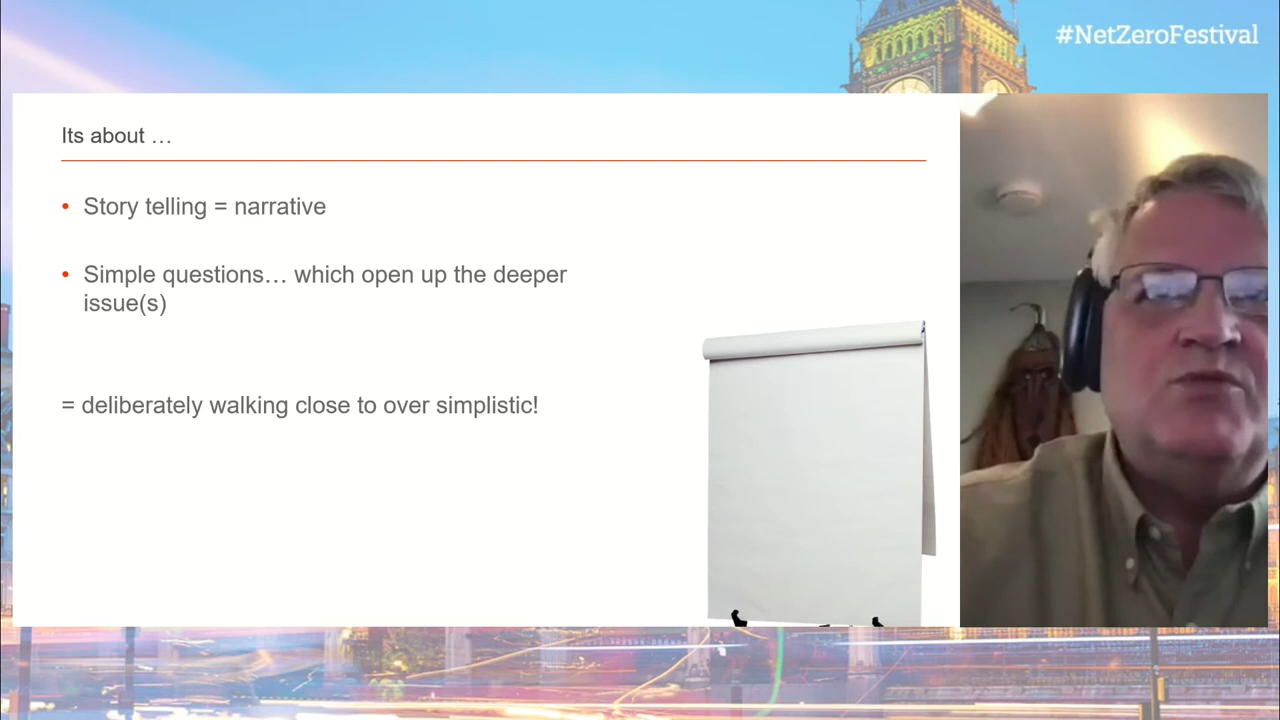 #NetZeroFestival
Its about …
• Story telling = narrative
• Simple questions… which open up the deeper
issue(s)
= deliberately walking close to over simplistic!